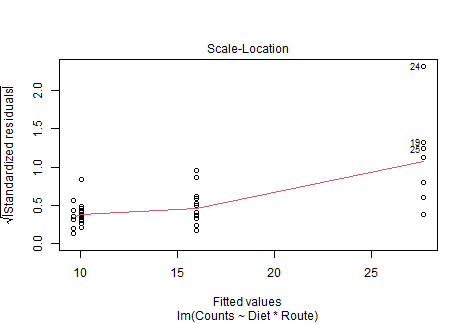 Scale-Location
√|Standardized residuals|
0.0 0.5 1.0 1.5 2.0
24
19
25
10 15 20 25
Fitted values
lm(Counts ~ Diet * Route)